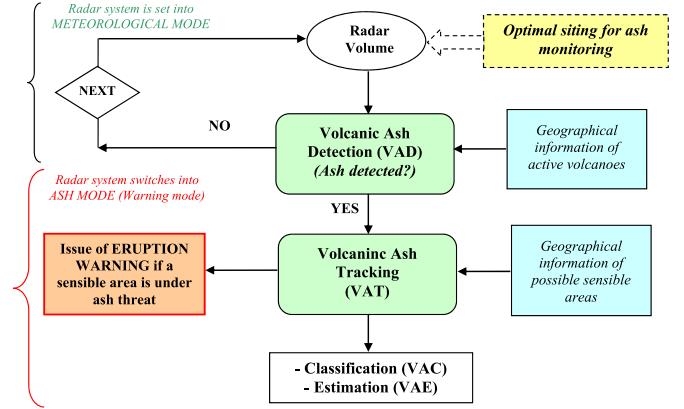 Radar system is set into
METEOROLOGICAL MODE
Radar
Volume
Optimal siting for ash
monitoring
NEXT
NO
Volcanic Ash
Detection (VAD)
(Ash detected?)
Geographical
information of
active volcanoes
Radar system switches into
ASH MODE (Warning mode)
YES
Issue of ERUPTION
WARNING if a
sensible area is under
ash threat
Volcaninc Ash
Tracking
(VAT)
Geographical
information of
possible sensible
areas
- Classification (VAC)
- Estimation (VAE)